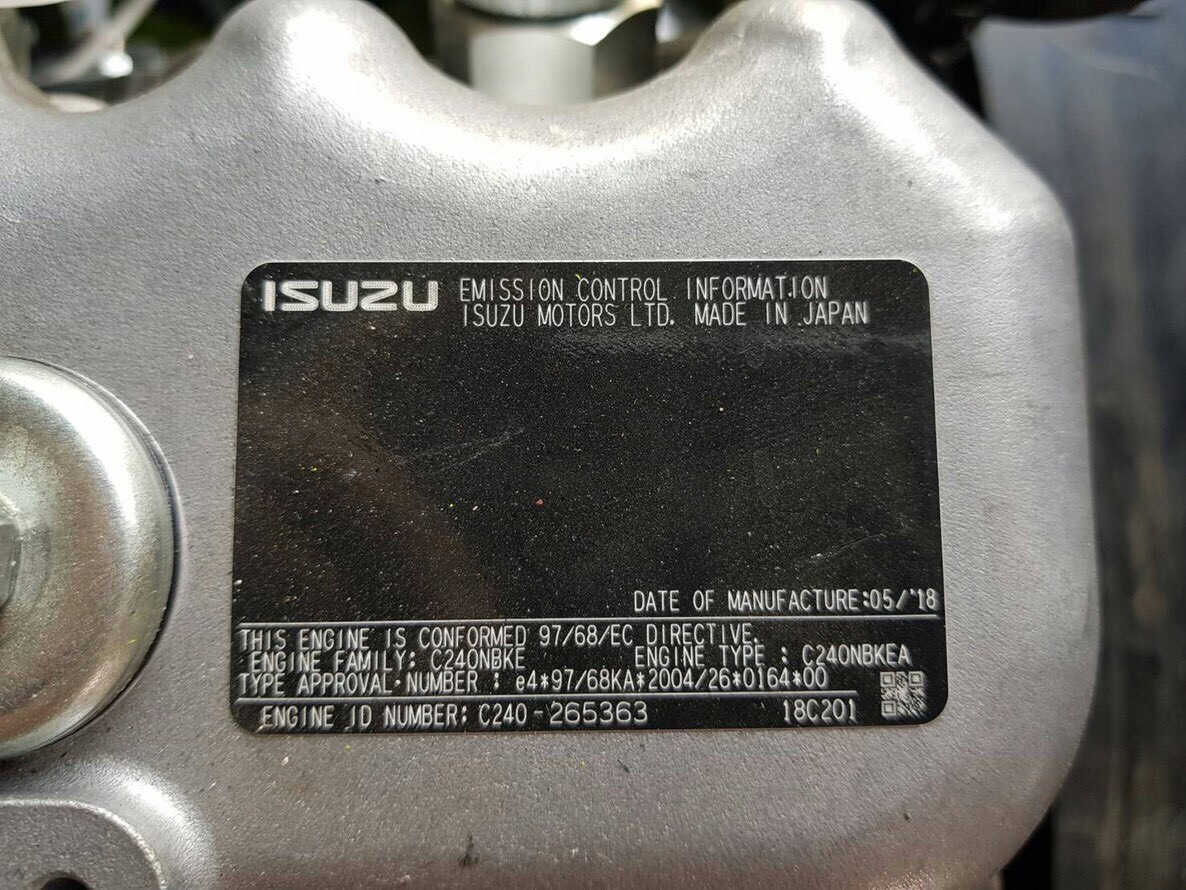 ISUZU EMISSION CONTROL INFORMATION
ISUZU MOTORS LTD. MADE IN JAPAN
DATE OF MANUFACTURE:05/'18
THIS ENGINE IS CONFORMED 97/68/EC DIRECTIVE.
ENGINE FAMILY: C240NBKE ENGINE TYPE : C240NBKEA
TYPE APPROVAL NUMBER : e4*97/68KA*2004/26*0164*00
ENGINE ID NUMBER: C240-265363 18C201